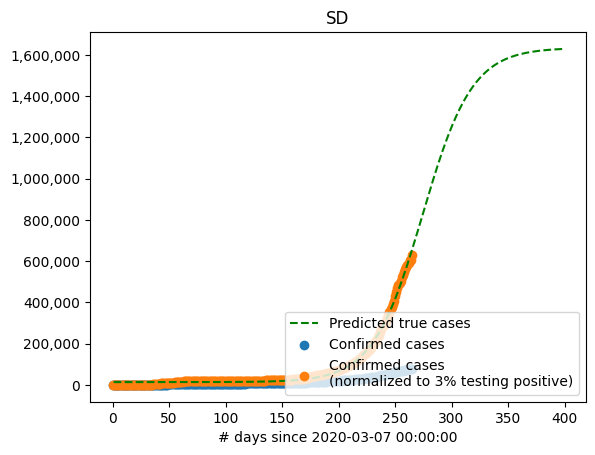 SD
1,600,000
1,400,000
1,200,000
1,000,000
800,000
600,000
400,000
200,000
0
Predicted true cases
Confirmed cases
Confirmed cases
(normalized to 3% testing positive)
0 50 100 150 200 250 300 350 400
# days since 2020-03-07 00:00:00